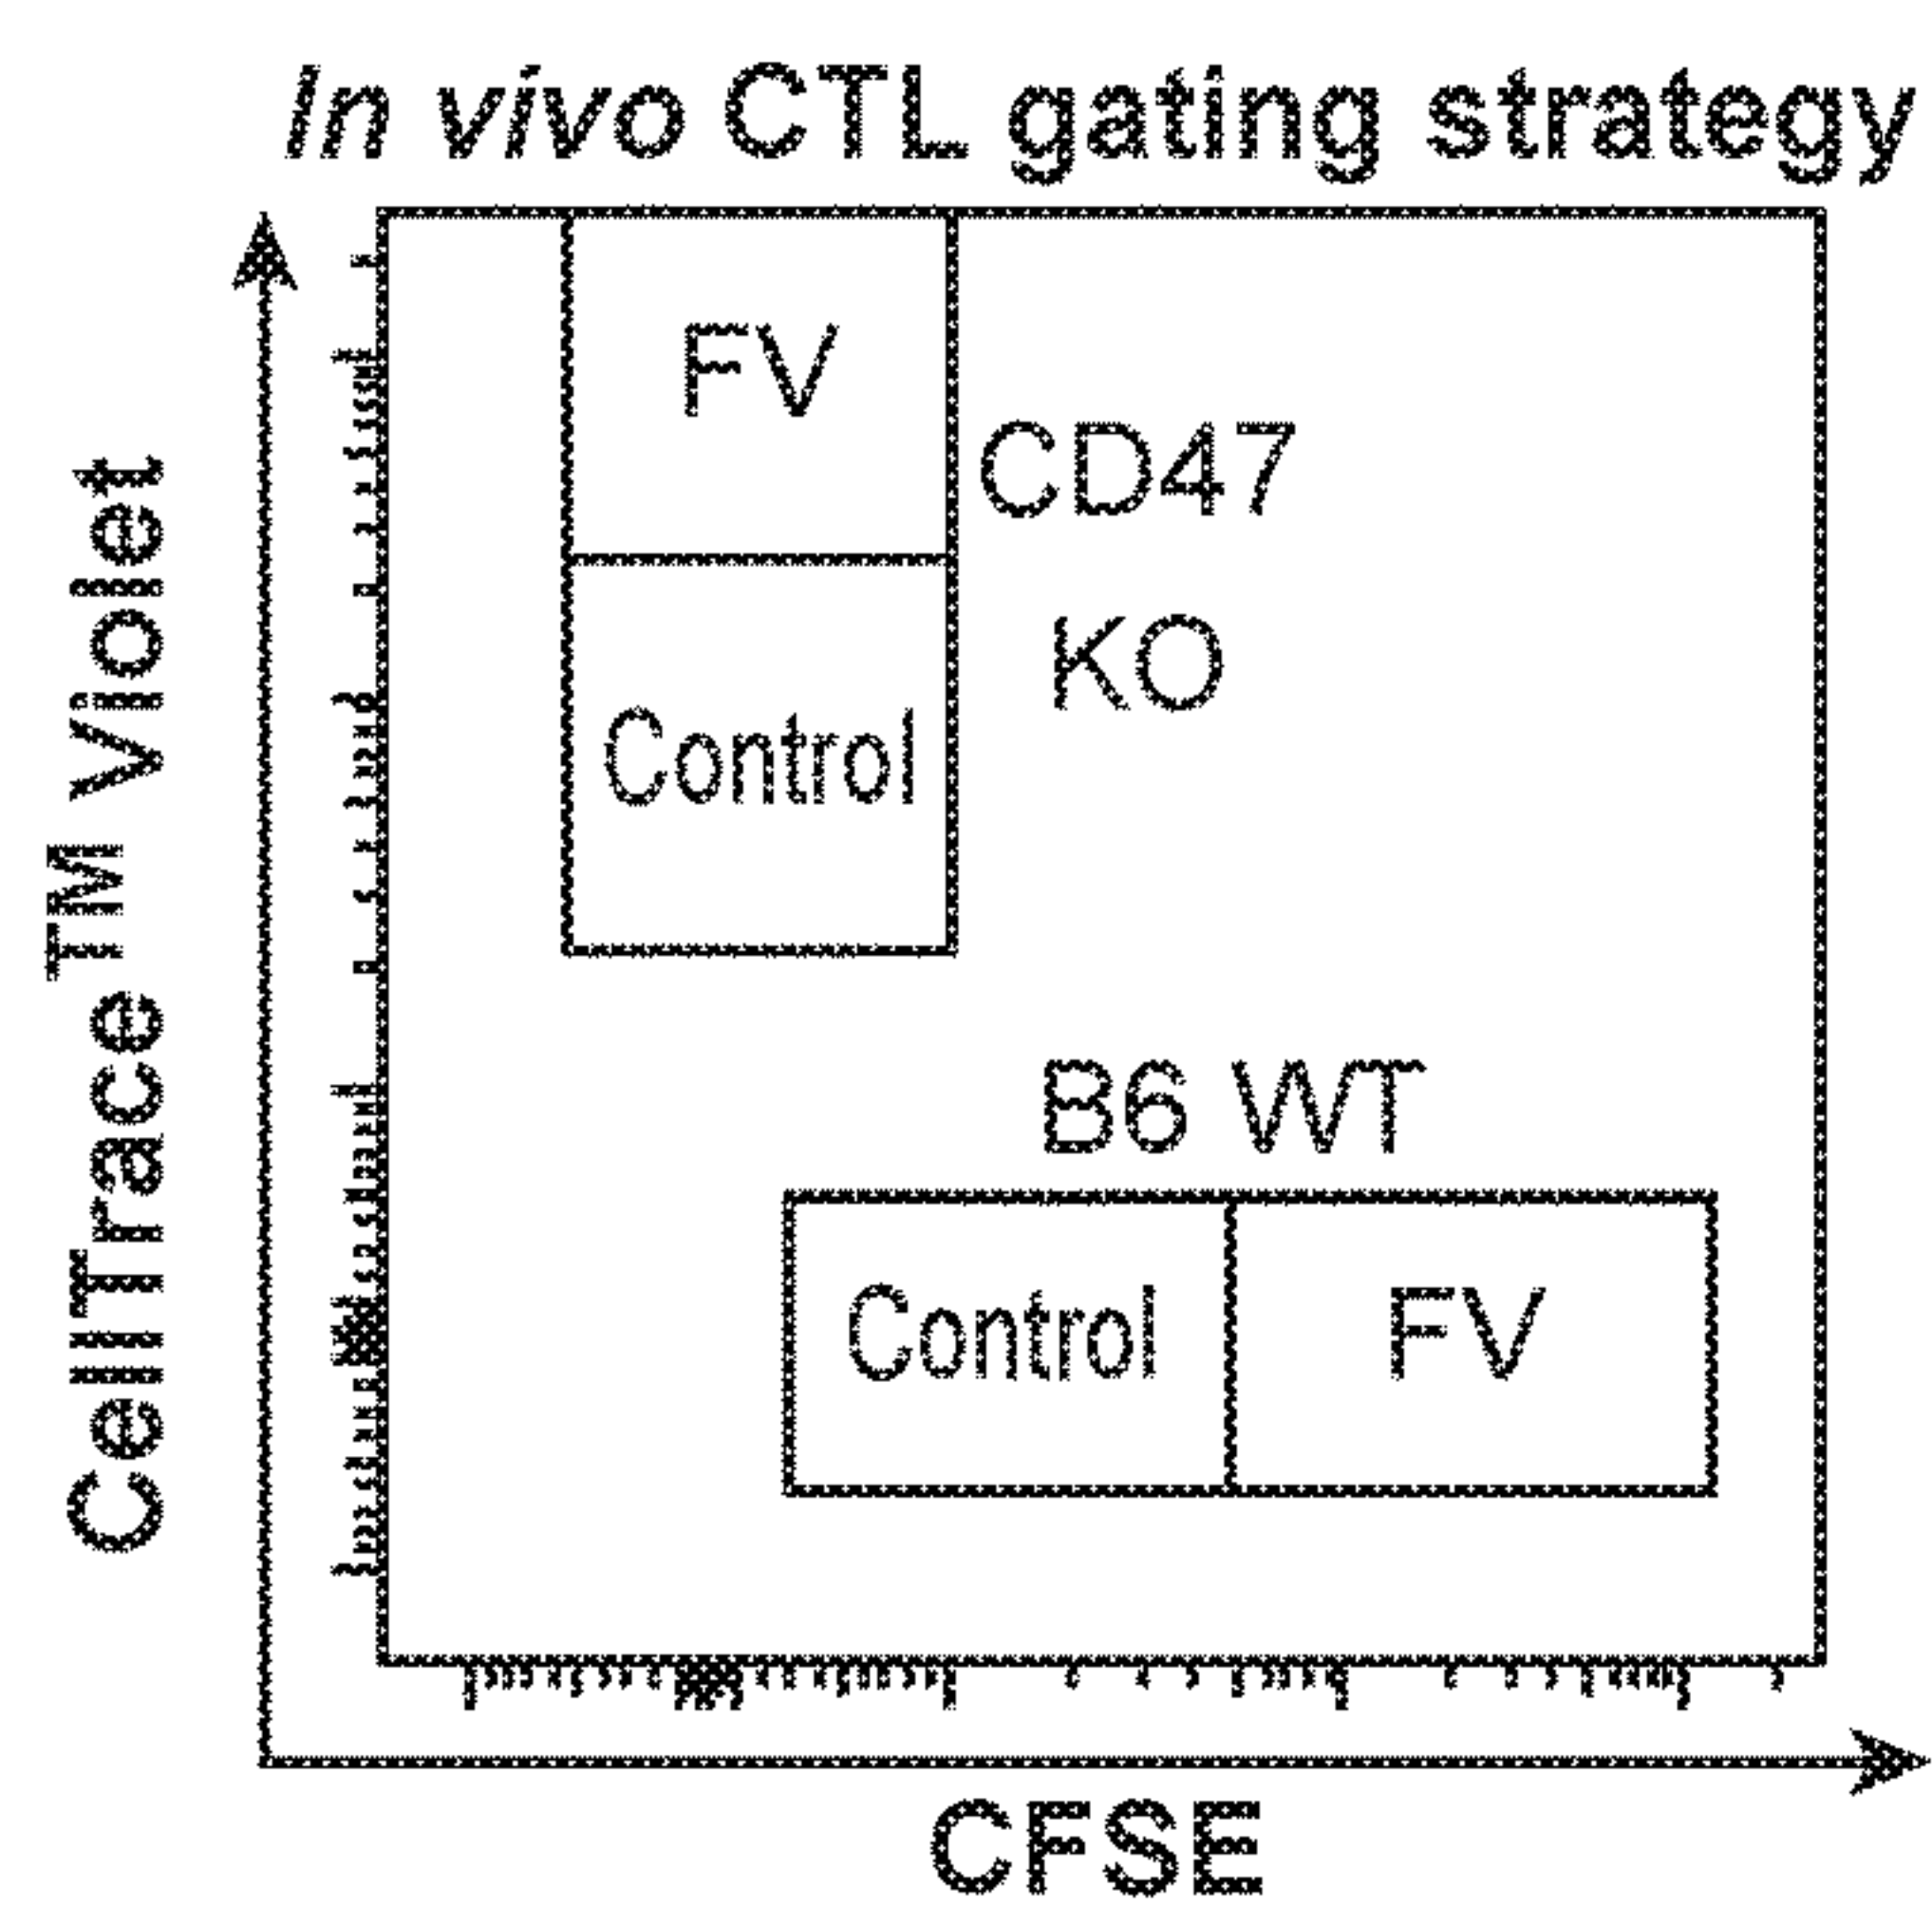 In vivo CTL gating strategy
CellTrace™ Violet
FV
CD47
KO
Control
B6 WT
Control
FV
CFSE